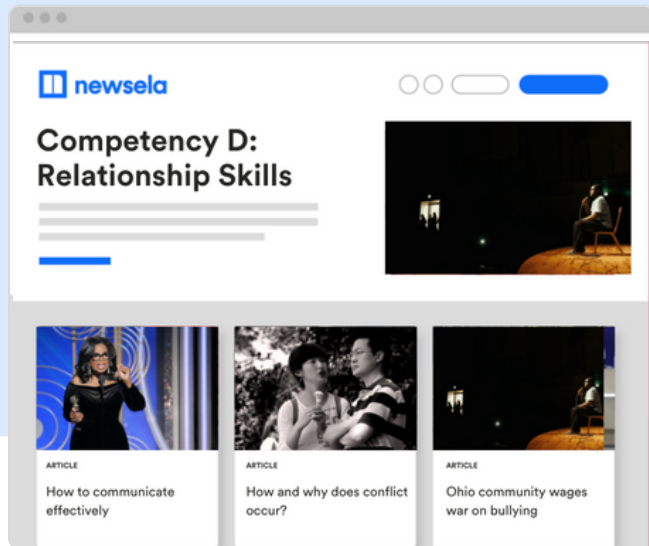 newsela
Competency D:
Relationship Skills
ARTICLE
How to communicate
effectively
ARTICLE
How and why does conflict
occur?
ARTICLE
Ohio community wages
war on bullying